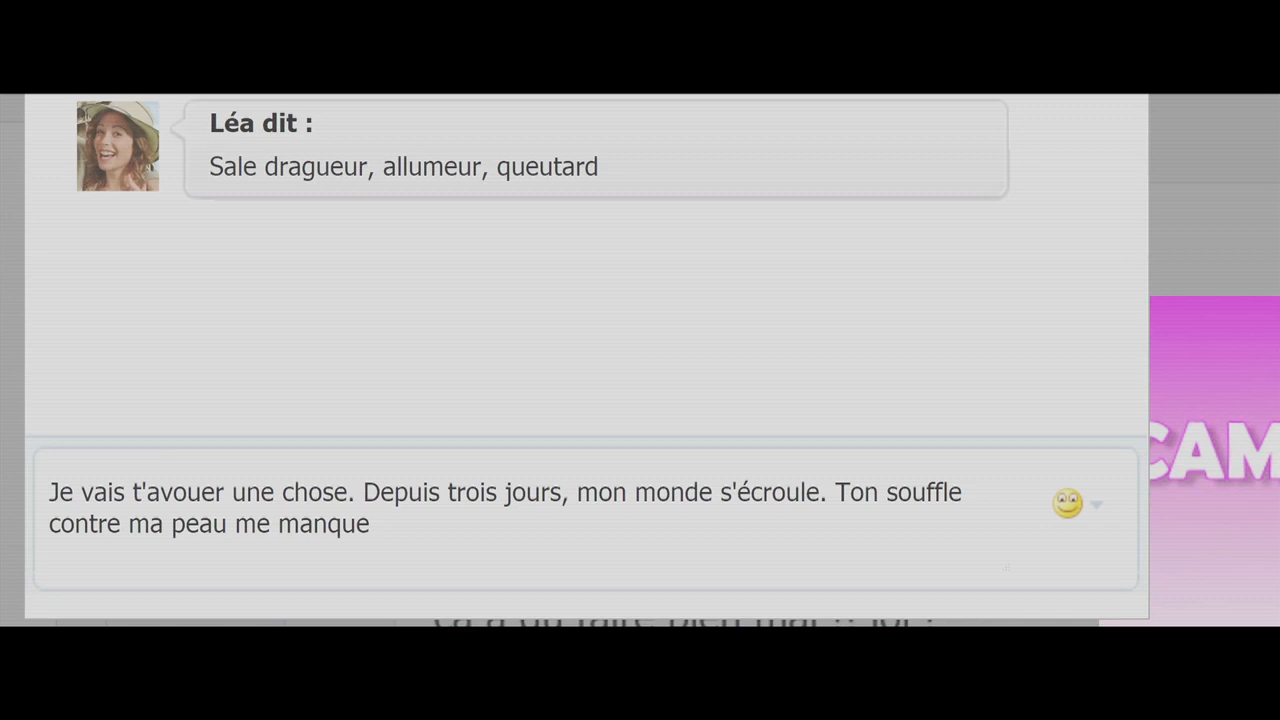 Léa dit :
Sale dragueur, allumeur, queutard
CAM
Je vais t'avouer une chose. Depuis trois jours, mon monde s'écroule. Ton souffle
contre ma peau me manque